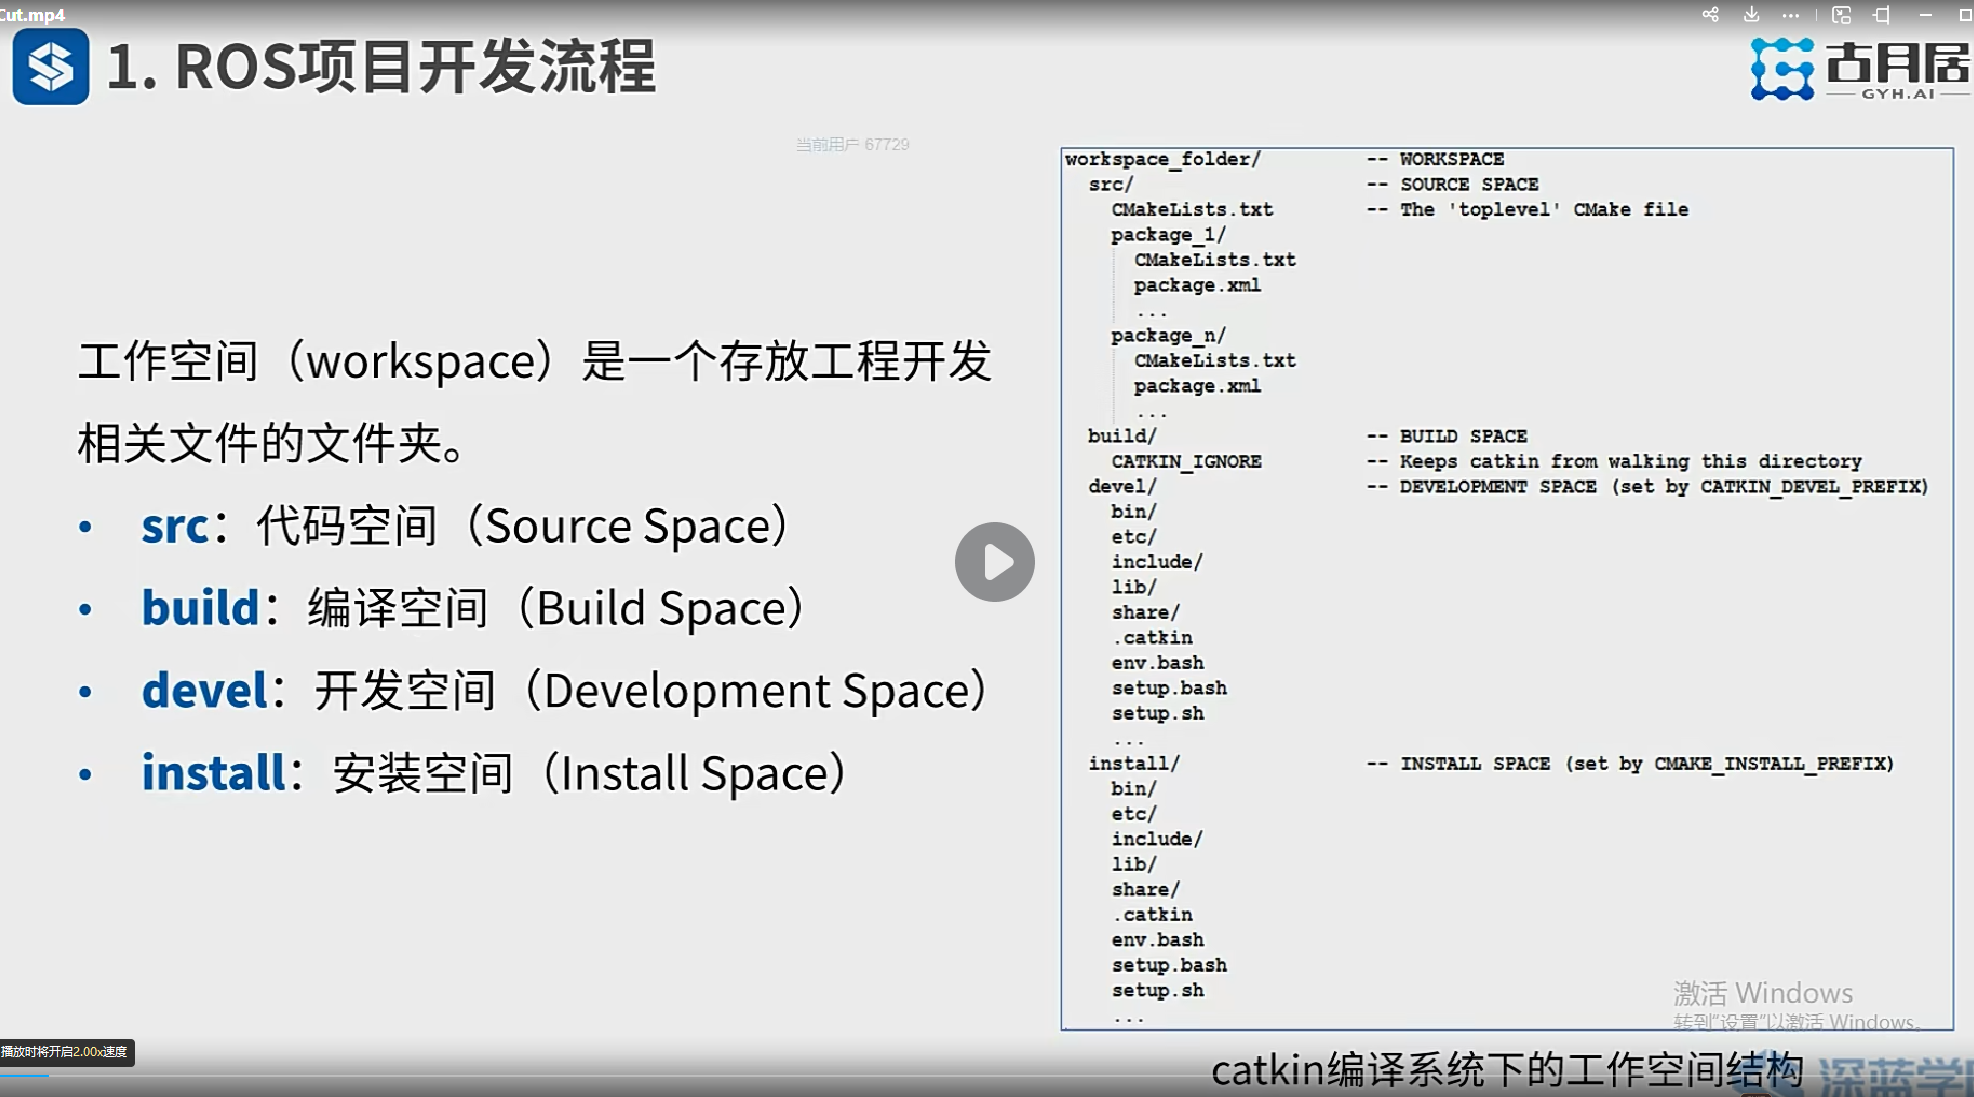 Cut.mp4
1. ROS项目开发流程
古月居
GYH.AI
当前用户 67729
工作空间（workspace）是一个存放工程开发
相关文件的文件夹。
• src：代码空间（Source Space）
• build：编译空间（Build Space）
• devel：开发空间（Development Space）
• install：安装空间（Install Space）
workspace_folder/ -- WORKSPACE
src/ -- SOURCE SPACE
CMakeLists.txt -- The 'toplevel' CMake file
package_1/
CMakeLists.txt
package.xml
...
package_n/
CMakeLists.txt
package.xml
...
build/ -- BUILD SPACE
CATKIN_IGNORE -- Keeps catkin from walking this directory
devel/ -- DEVELOPMENT SPACE (set by CATKIN_DEVEL_PREFIX)
bin/
etc/
include/
lib/
share/
.catkin
env.bash
setup.bash
setup.sh
...
install/ -- INSTALL SPACE (set by CMAKE_INSTALL_PREFIX)
bin/
etc/
include/
lib/
share/
.catkin
env.bash
setup.bash
setup.sh
...
激活 Windows
转到"设置"以激活 Windows。
播放时将开启2.00x速度
catkin编译系统下的工作空间结构
深蓝学